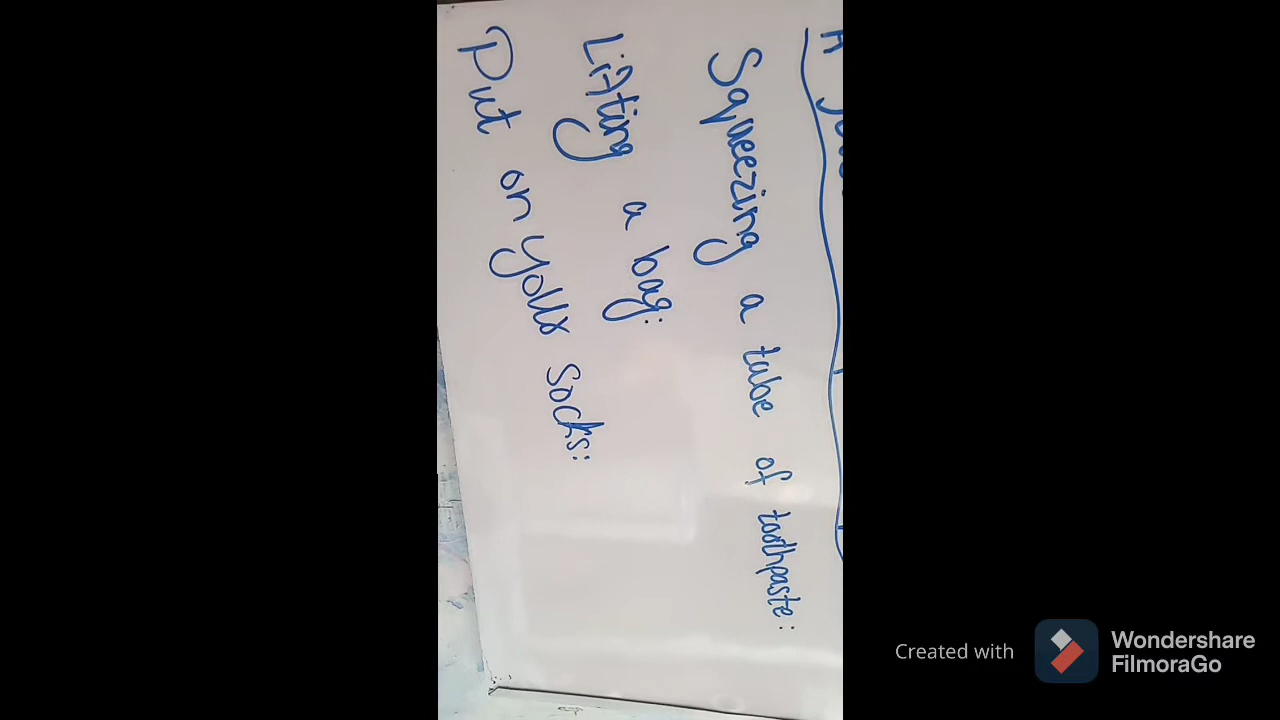 Squeezing a tube of toothpaste:
Lifting a bag:
Put on your socks:
Created with
Wondershare
FilmoraGo